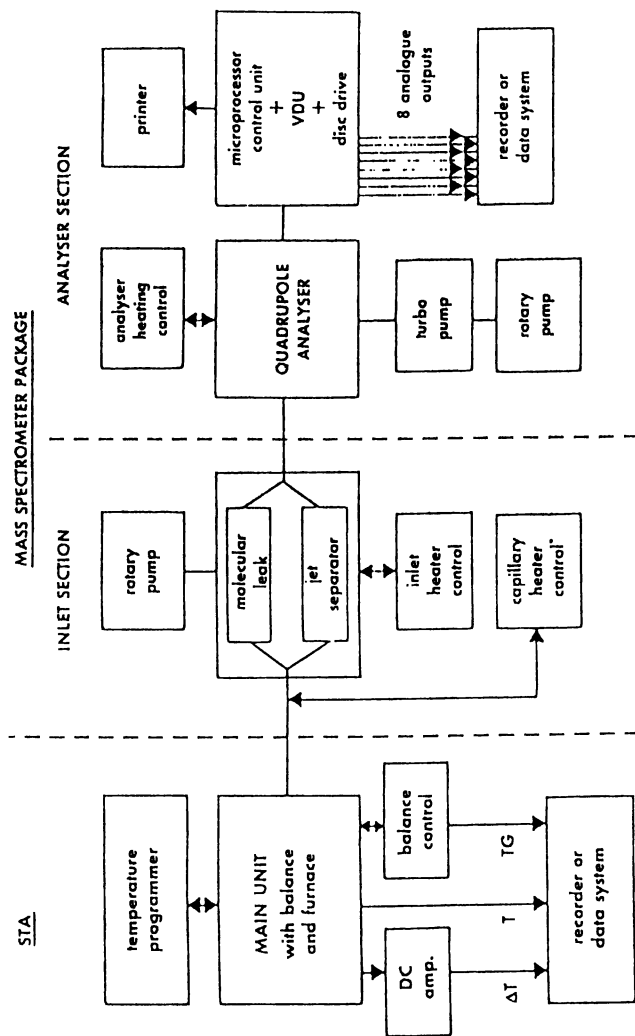 MASS SPECTROMETER PACKAGE
STA
INLET SECTION
ANALYSER SECTION
temperature
programmer
MAIN UNIT
with balance
and furnace
DC
amp.
balance
control
ΔT
T
TG
recorder or
data system
rotary
pump
molecular
leak
jet
separator
inlet
heater
control
capillary
heater
control*
analyser
heating
control
QUADRUPOLE
ANALYSER
turbo
pump
rotary
pump
printer
microprocessor
control unit
+
VDU
+
disc drive
8 analogue
outputs
recorder or
data system